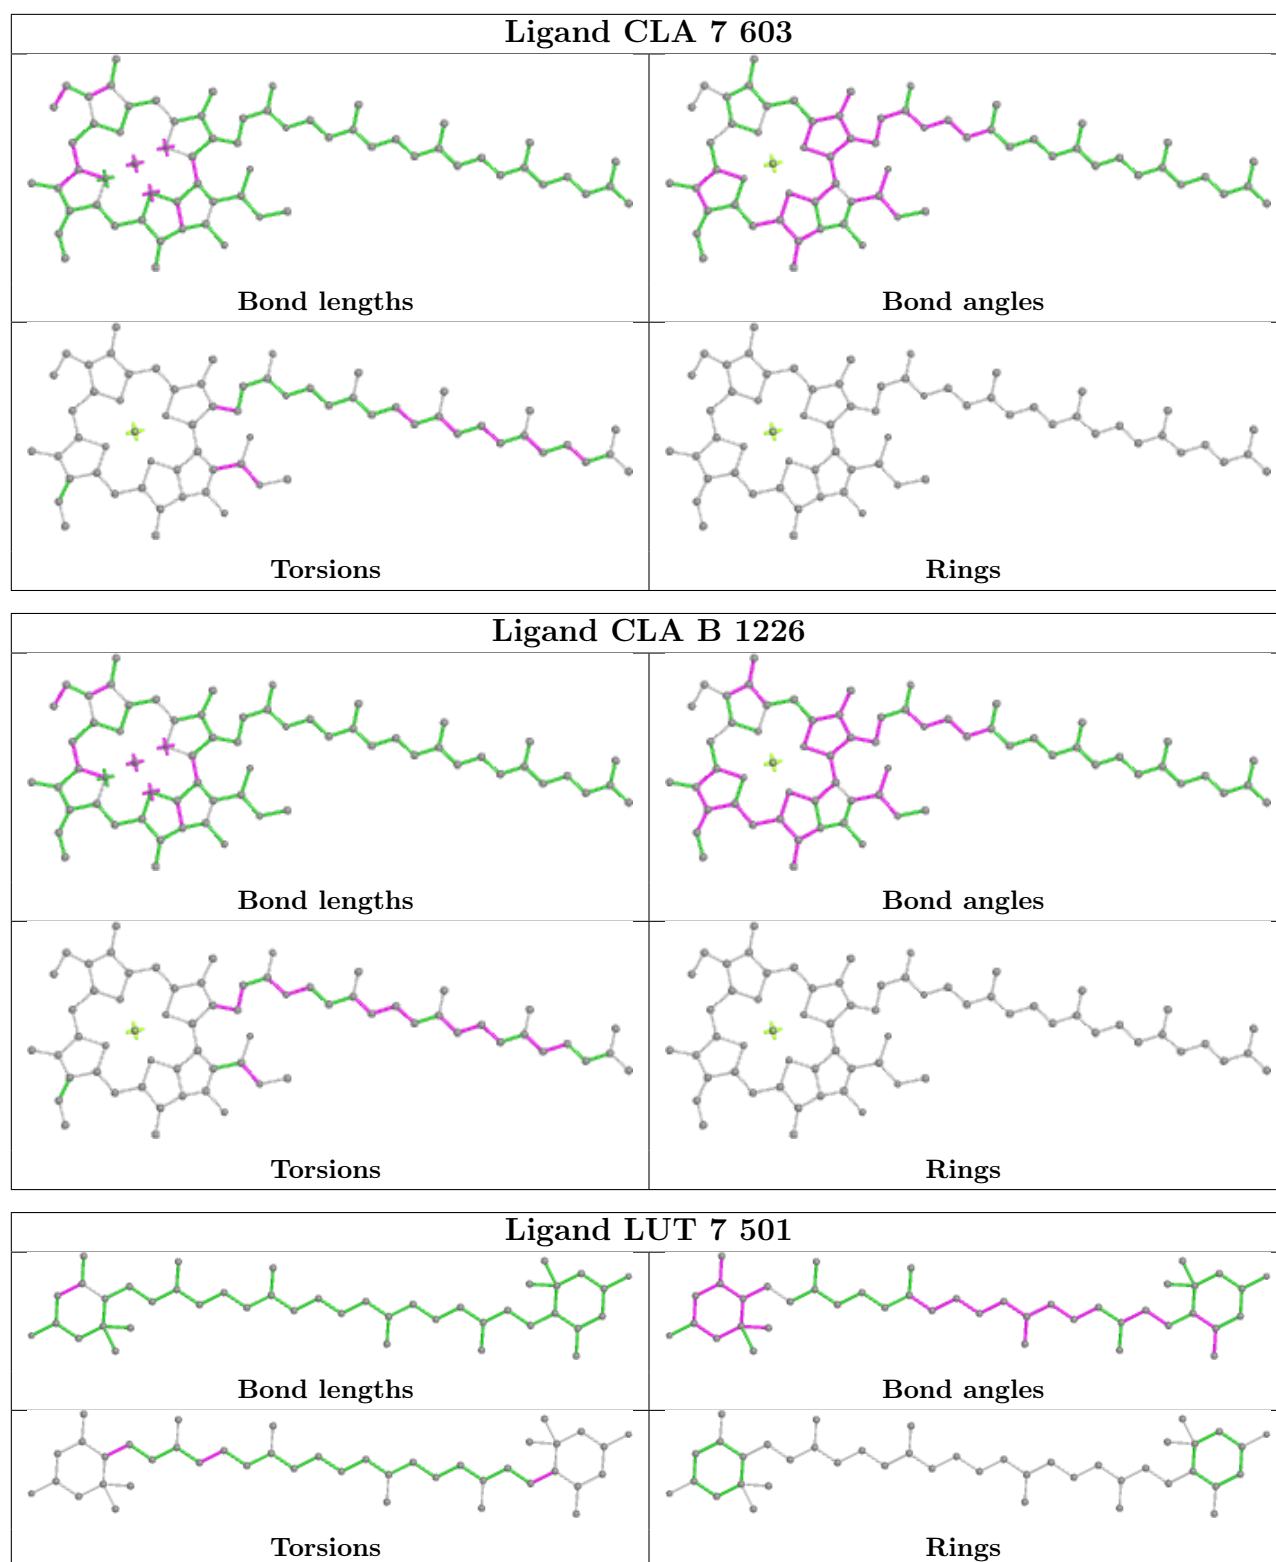 Ligand CLA 7 603
Bond lengths
Bond angles
Torsions
Rings
Ligand CLA B 1226
Bond lengths
Bond angles
Torsions
Rings
Ligand LUT 7 501
Bond lengths
Bond angles
Torsions
Rings